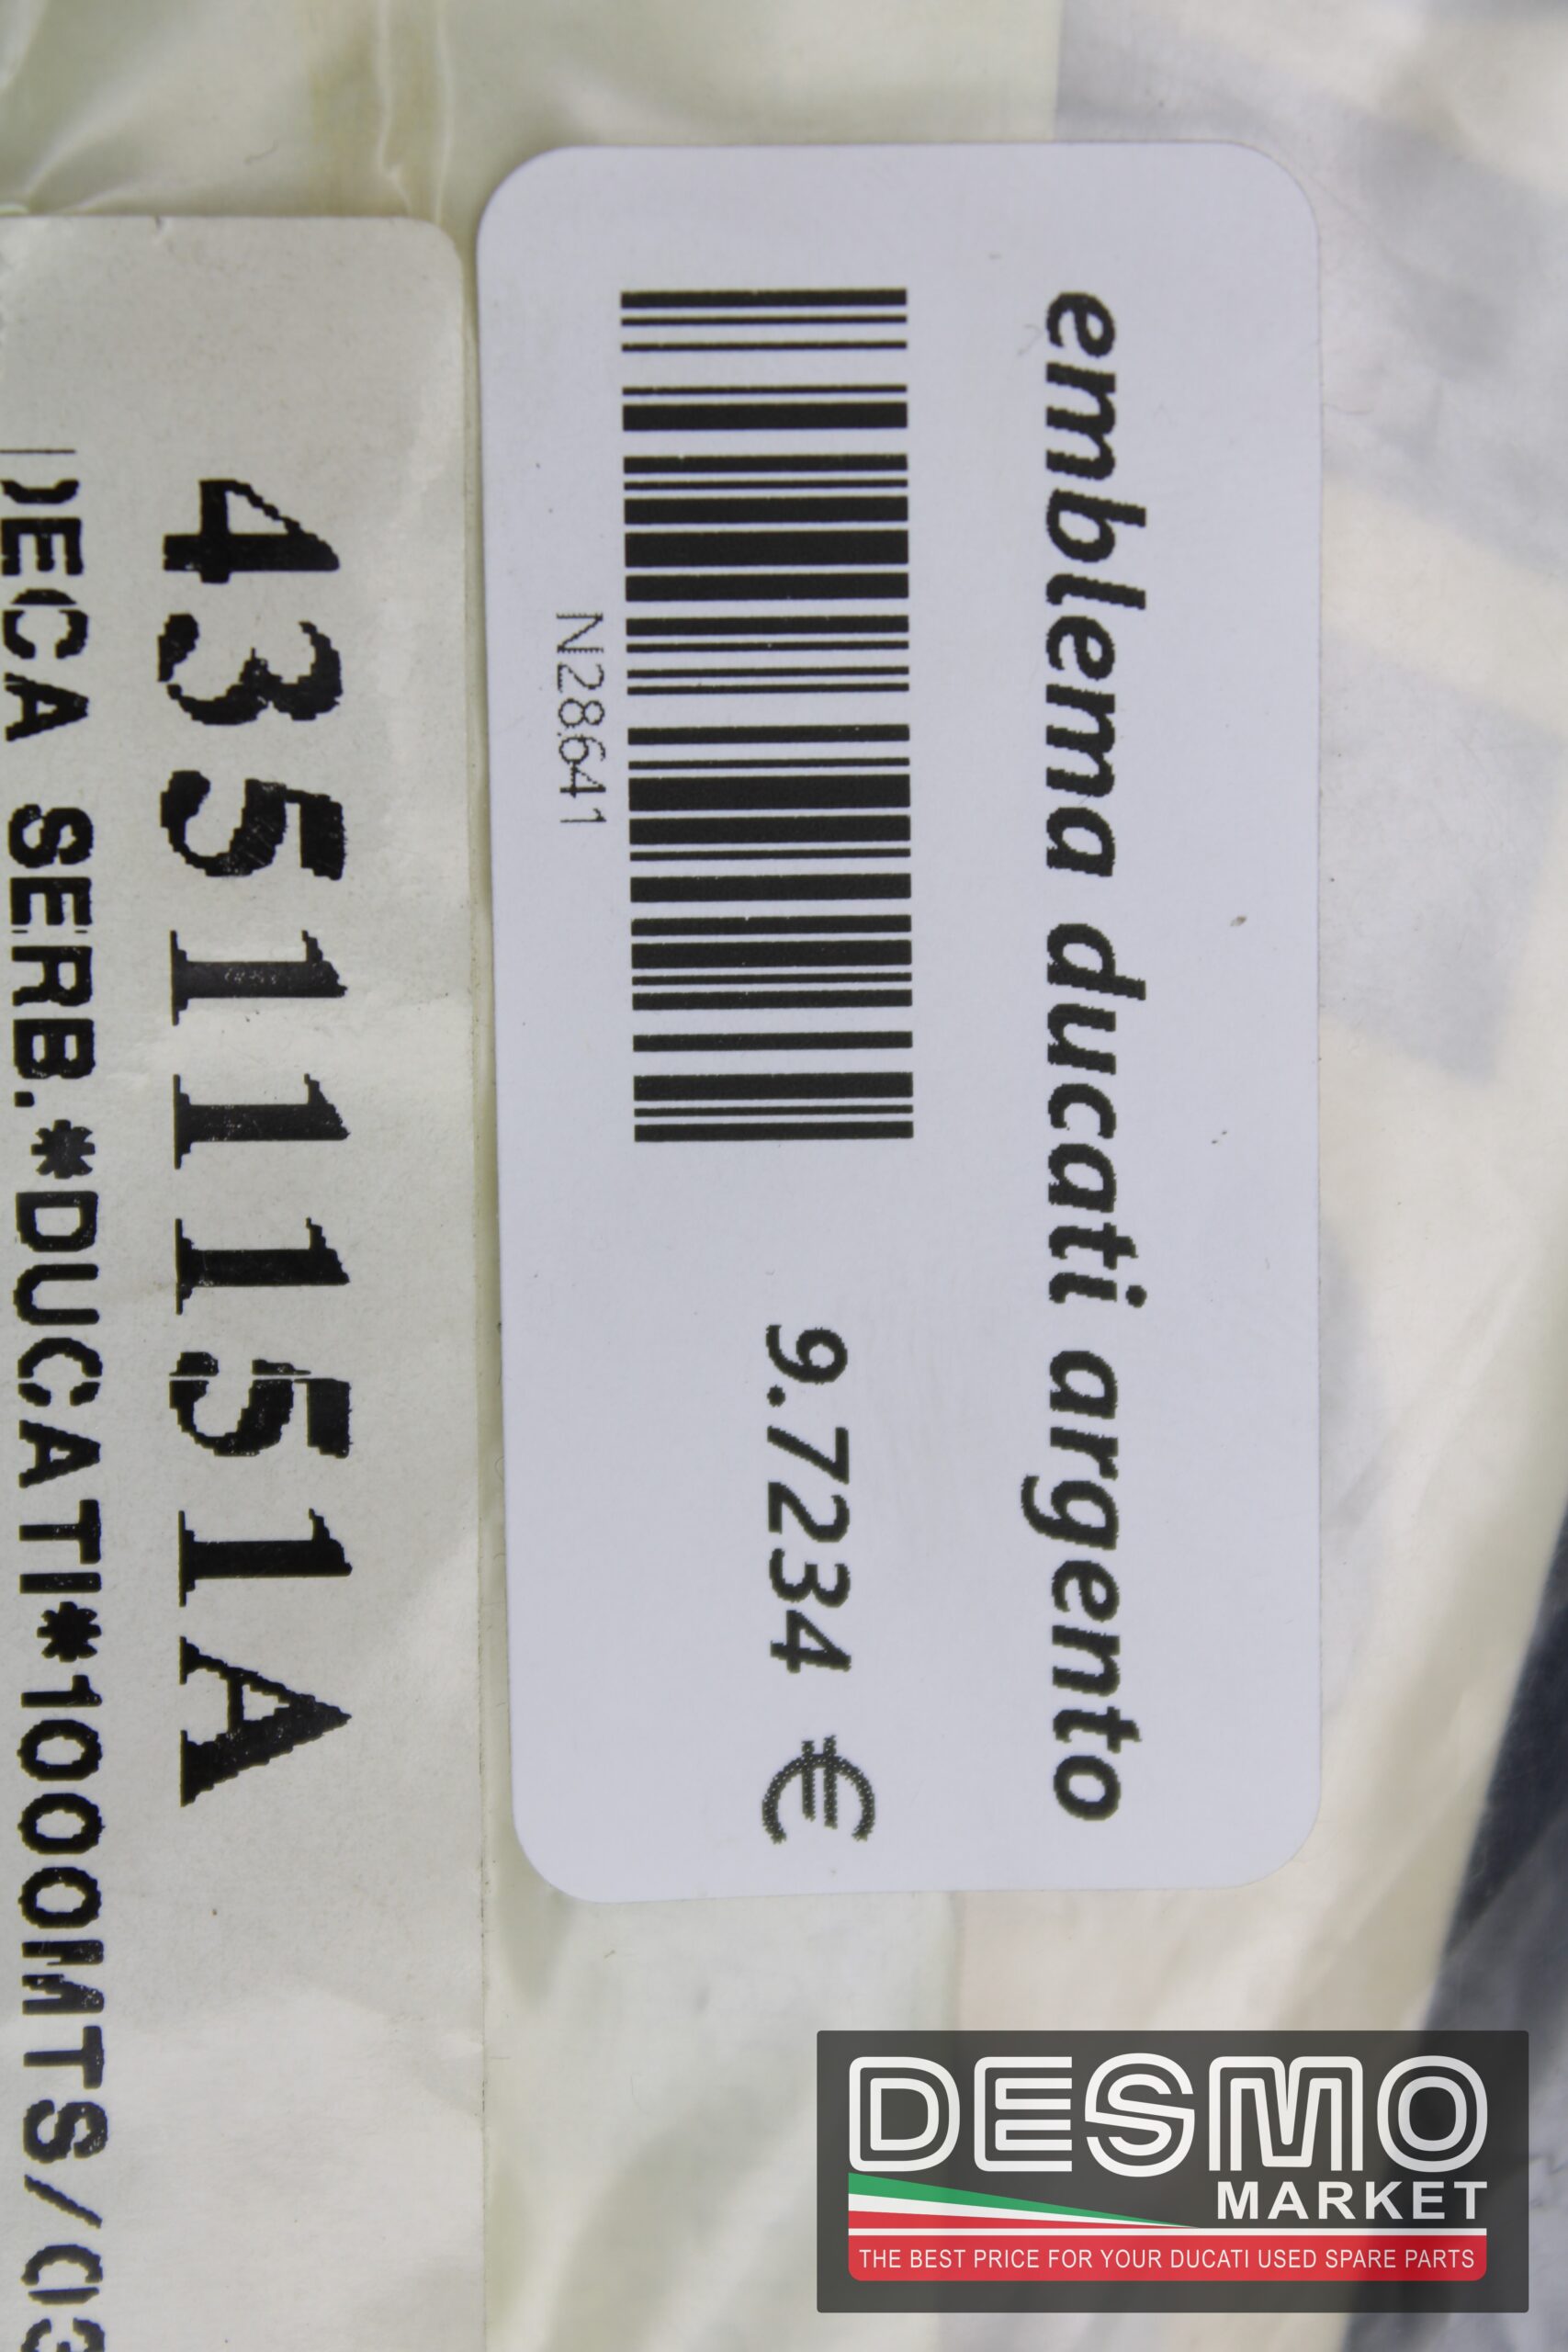 emblema ducati argento
9.7234 €
N28641
43511151A
DECA SERB.*DUCATI*1000MTS/03
DESMO
MARKET
THE BEST PRICE FOR YOUR DUCATI USED SPARE PARTS